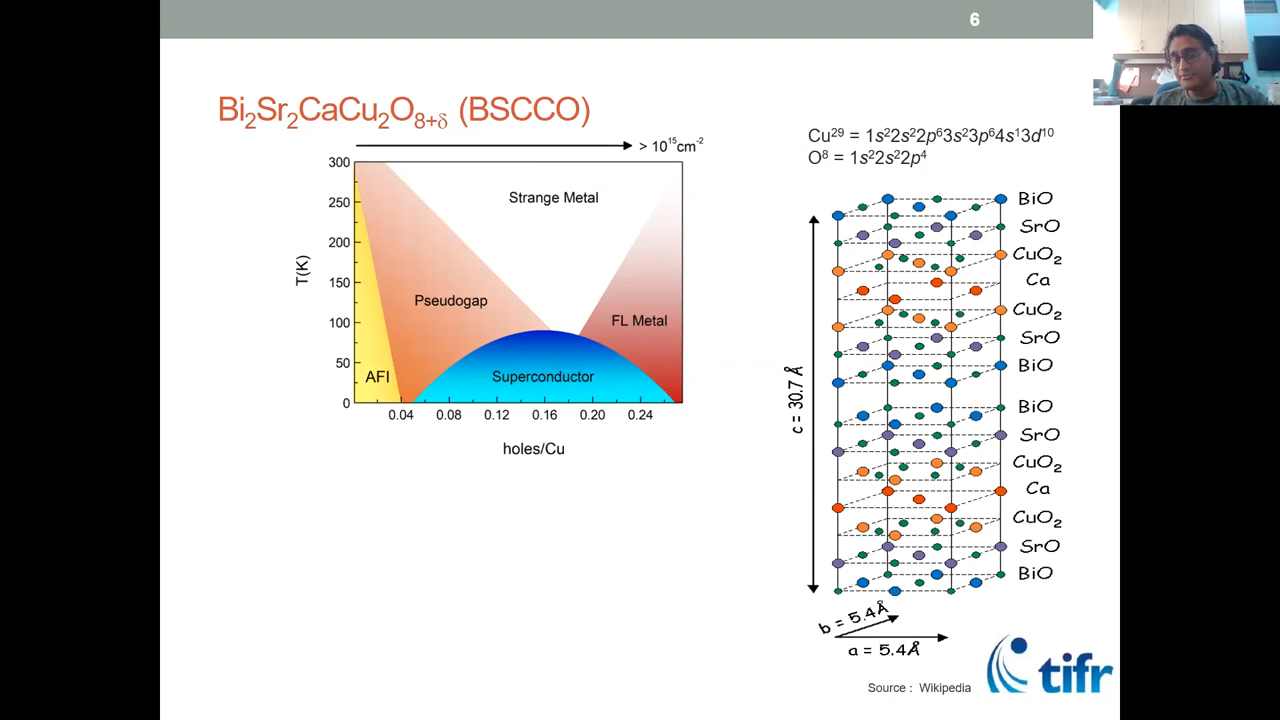 6
Bi₂Sr₂CaCu₂O₈₊δ (BSCCO)
> 10¹⁵cm⁻²
300
250
200
150
100
50
0
T(K)
Strange Metal
Pseudogap
FL Metal
AFI
Superconductor
0.04 0.08 0.12 0.16 0.20 0.24
holes/Cu
Cu²⁹ = 1s²2s²2p⁶3s²3p⁶4s¹3d¹⁰
O⁸ = 1s²2s²2p⁴
BiO
SrO
CuO₂
Ca
CuO₂
SrO
BiO
BiO
SrO
CuO₂
Ca
CuO₂
SrO
BiO
c = 30.7 Å
b = 5.4Å
a = 5.4Å
Source : Wikipedia
tifr